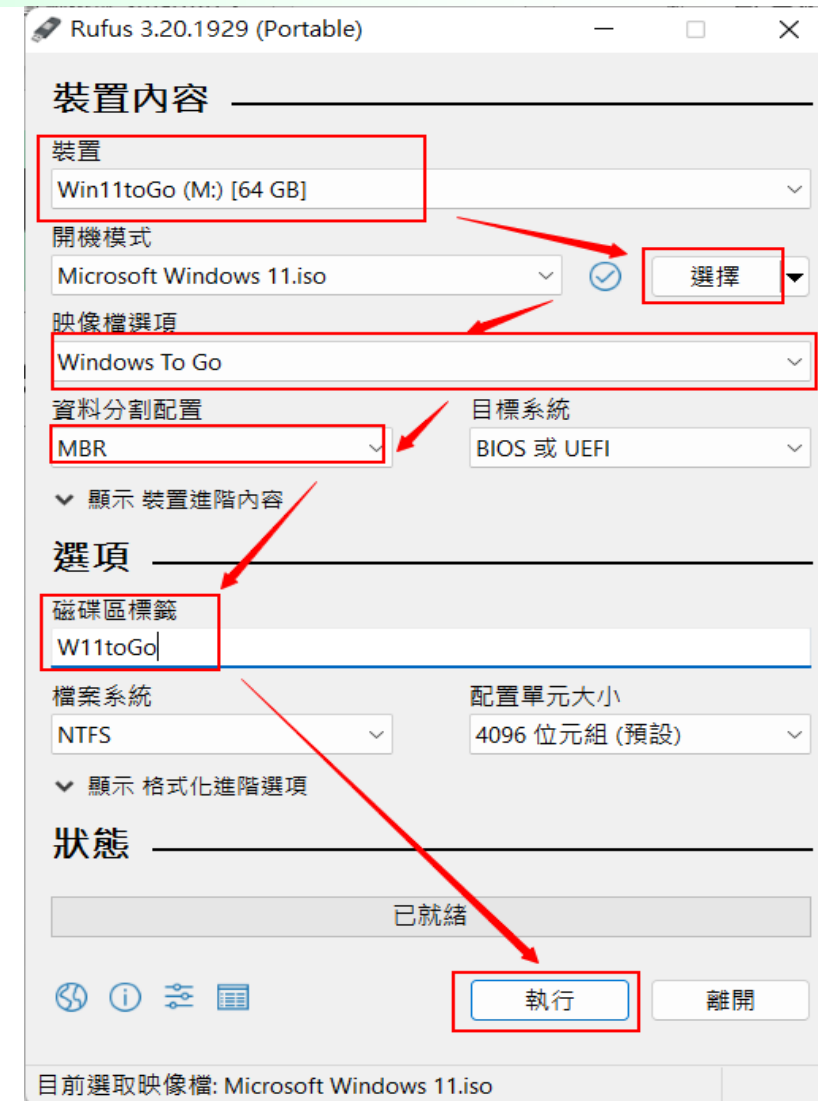 Rufus 3.20.1929 (Portable)
裝置內容
裝置
Win11toGo (M:) [64 GB]
開機模式
Microsoft Windows 11.iso
選擇
映像檔選項
Windows To Go
資料分割配置 目標系統
MBR BIOS 或 UEFI
顯示 裝置進階內容
選項
磁碟區標籤
W11toGo
檔案系統 配置單元大小
NTFS 4096 位元組 (預設)
顯示 格式化進階選項
狀態
已就緒
執行 離開
目前選取映像檔: Microsoft Windows 11.iso